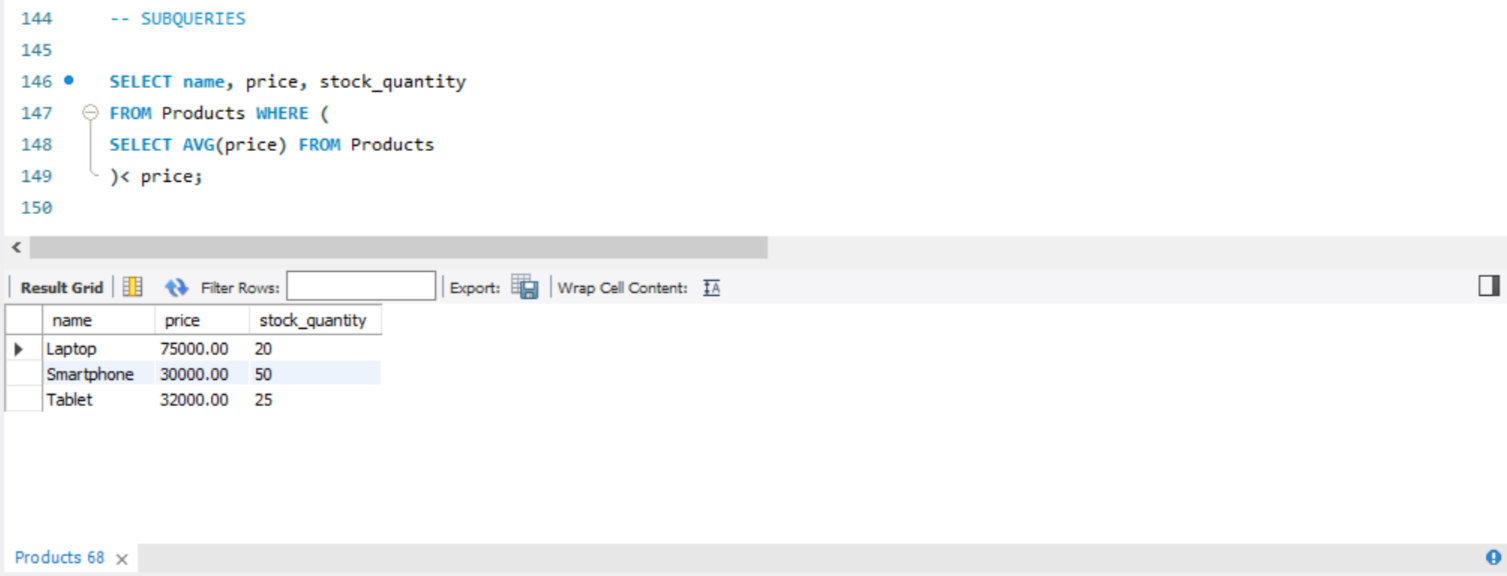 144 -- SUBQUERIES
145
146 SELECT name, price, stock_quantity
147 FROM Products WHERE (
148 SELECT AVG(price) FROM Products
149 )< price;
150
Result Grid Filter Rows: Export: Wrap Cell Content: IA
name price stock_quantity
Laptop 75000.00 20
Smartphone 30000.00 50
Tablet 32000.00 25
Products 68 ×